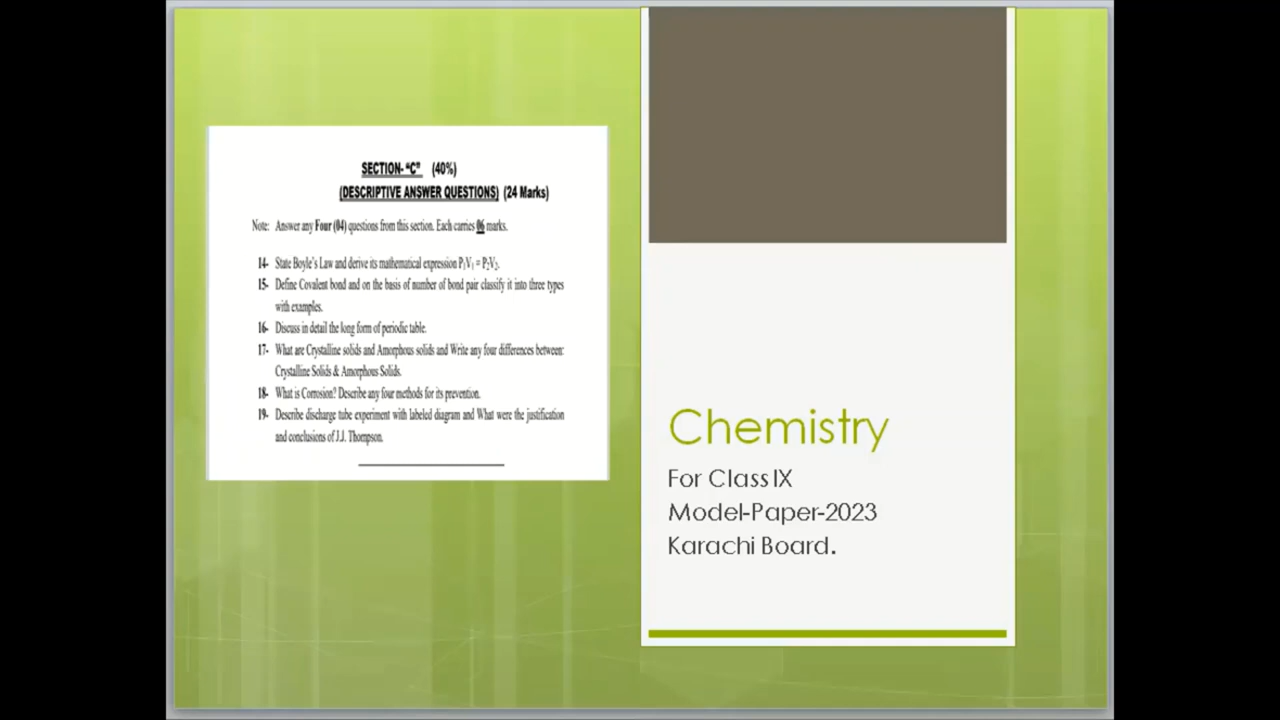 SECTION- “C” (40%)
(DESCRIPTIVE ANSWER QUESTIONS) (24 Marks)
Note: Answer any Four (04) questions from this section. Each carries 06 marks.
14- State Boyle’s Law and derive its mathematical expression P₁V₁ = P₂V₂.
15- Define Covalent bond and on the basis of number of bond pair classify it into three types
with examples.
16- Discuss in detail the long form of periodic table.
17- What are Crystalline solids and Amorphous solids and Write any four differences between:
Crystalline Solids & Amorphous Solids.
18- What is Corrosion? Describe any four methods for its prevention.
19- Describe discharge tube experiment with labeled diagram and What were the justification
and conclusions of J.J. Thompson.
Chemistry
For Class IX
Model-Paper-2023
Karachi Board.